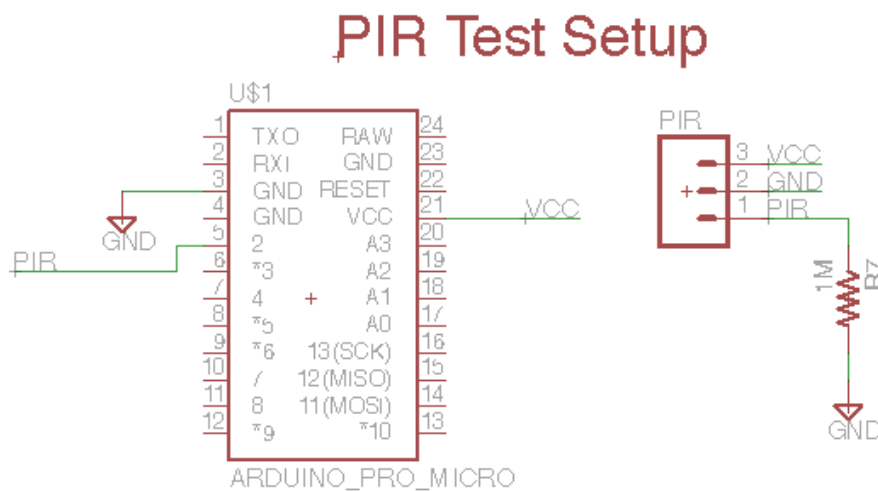 PIR Test Setup
U$1
1 TXO RAW 24
2 RXI GND 23
3 GND RESET 22
4 GND VCC 21
5 2 A3 20
6 *3 A2 19
7 4 A1 18
8 *5 A0 17
9 *6 13(SCK) 16
10 7 12(MISO) 15
11 8 11(MOSI) 14
12 *9 *10 13
ARDUINO_PRO_MICRO
GND
PIR
VCC
PIR
3 VCC
2 GND
1 PIR
1M
R7
GND